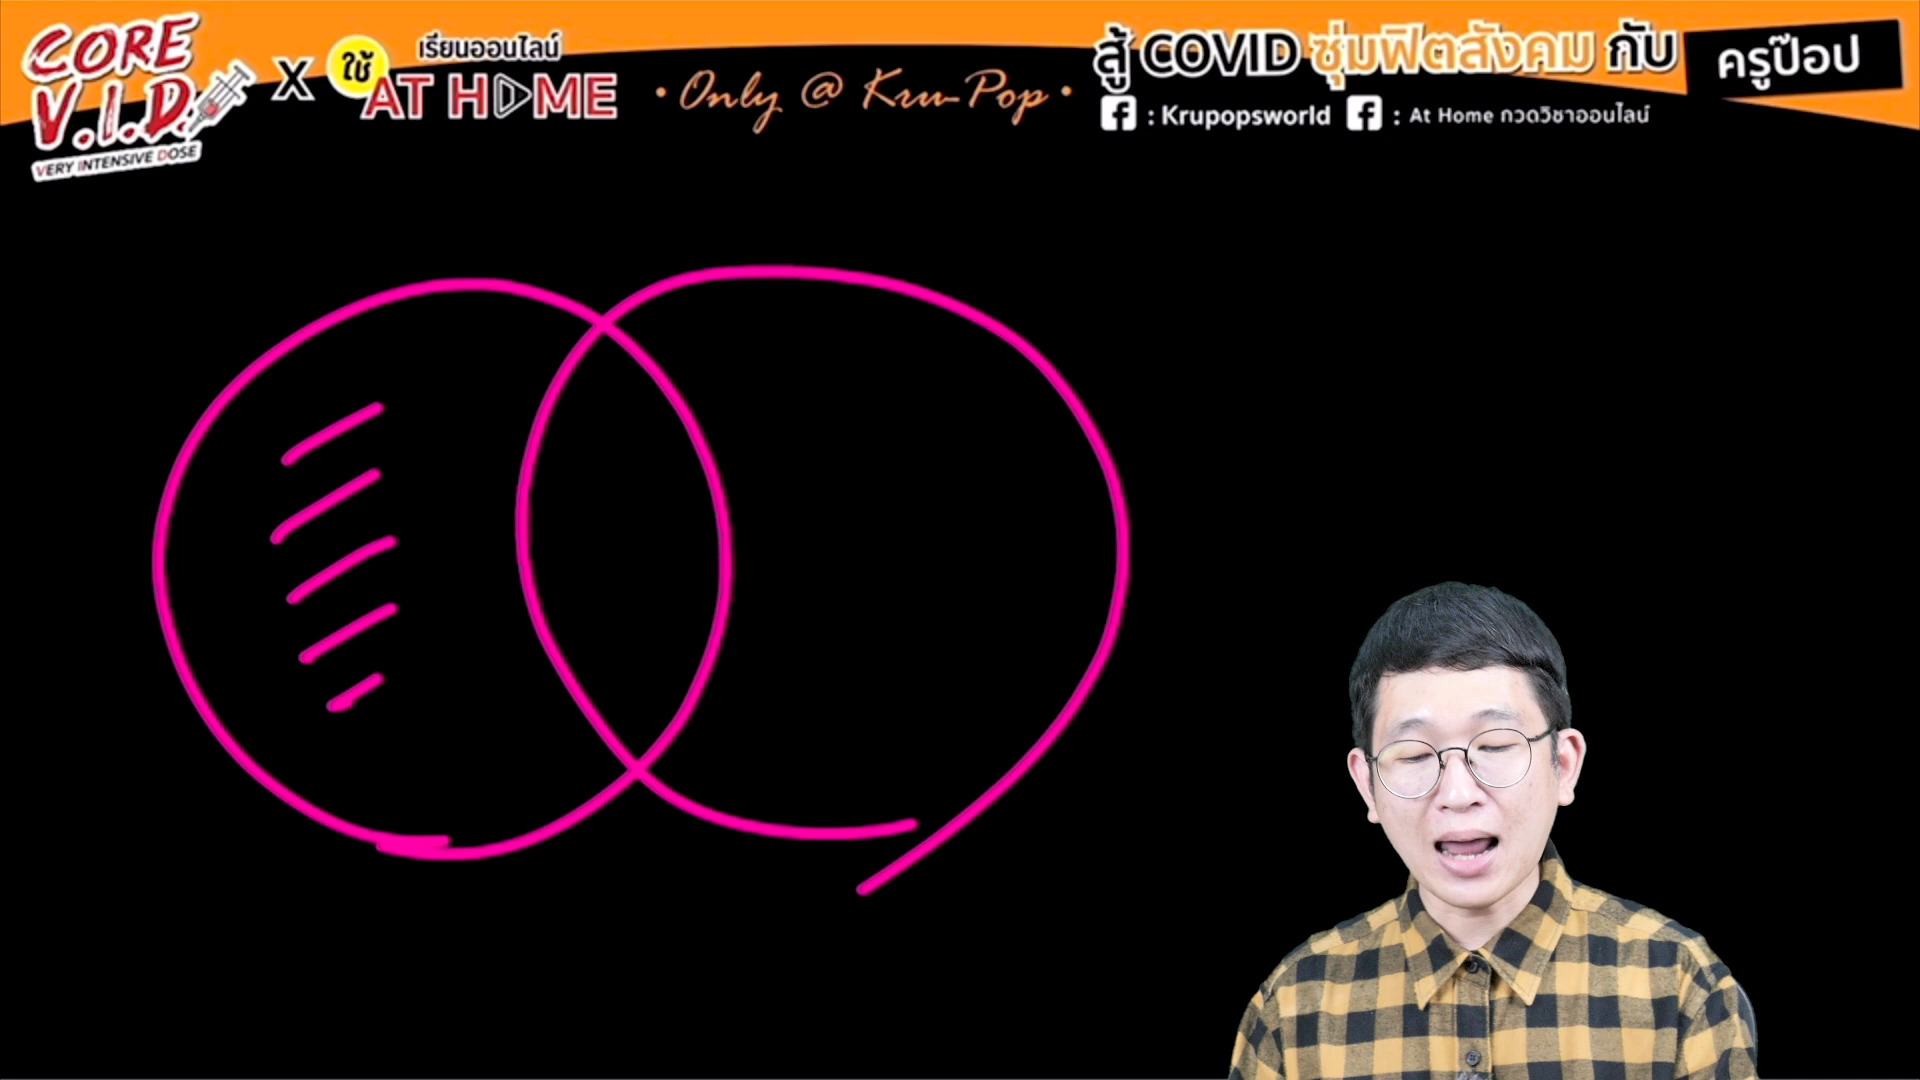 CORE
V.I.D.
VERY INTENSIVE DOSE
X
ใช้
เรียนออนไลน์
AT HOME
• Only @ Kru-Pop •
สู้ COVID ซุ่มฟิตสังคม กับ ครูป๊อป
: Krupopsworld : At Home กวดวิชาออนไลน์